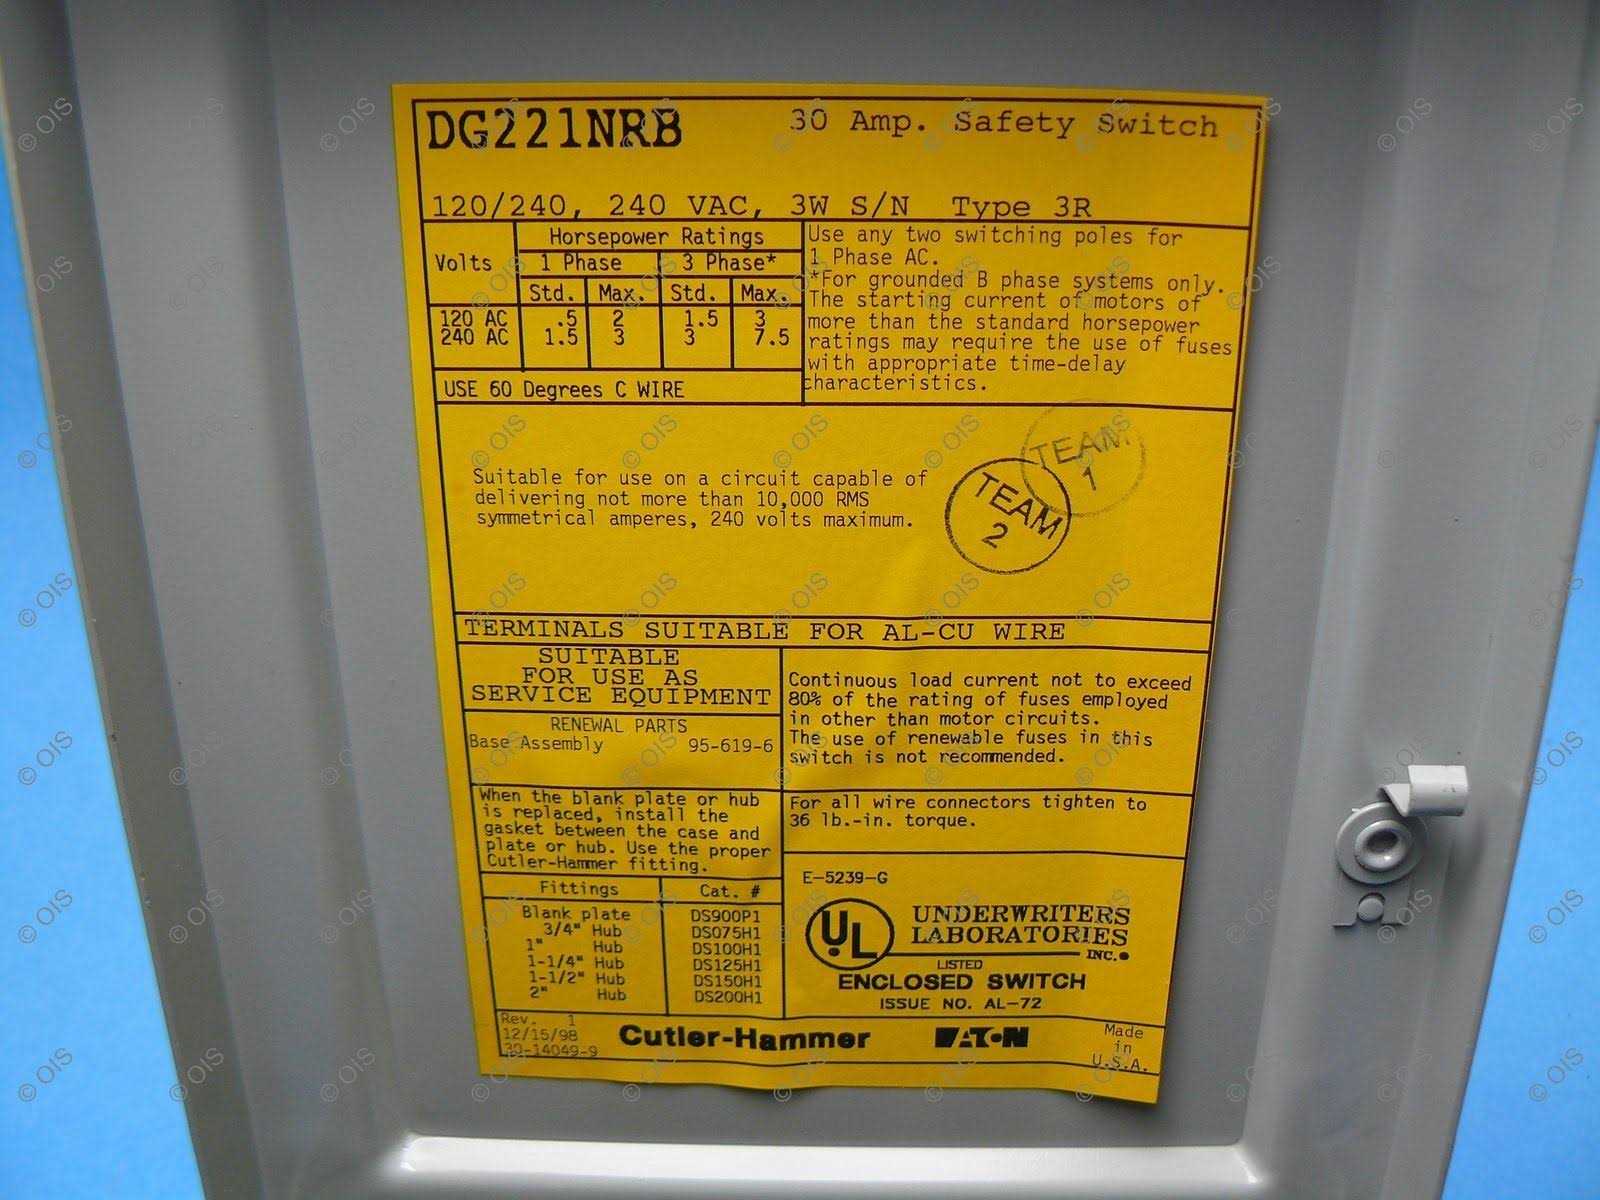 DG221NRB 30 Amp. Safety Switch
120/240, 240 VAC, 3W S/N Type 3R
Volts
Horsepower Ratings
1 Phase 3 Phase*
Std. Max. Std. Max.
120 AC .5 2 1.5 3
240 AC 1.5 3 3 7.5
USE 60 Degrees C WIRE
Use any two switching poles for
1 Phase AC.
*For grounded B phase systems only.
The starting current of motors of
more than the standard horsepower
ratings may require the use of fuses
with appropriate time-delay
characteristics.
Suitable for use on a circuit capable of
delivering not more than 10,000 RMS
symmetrical amperes, 240 volts maximum.
TEAM
1
TEAM
2
TERMINALS SUITABLE FOR AL-CU WIRE
SUITABLE
FOR USE AS
SERVICE EQUIPMENT
RENEWAL PARTS
Base Assembly 95-619-6
Continuous load current not to exceed
80% of the rating of fuses employed
in other than motor circuits.
The use of renewable fuses in this
switch is not recommended.
When the blank plate or hub
is replaced, install the
gasket between the case and
plate or hub. Use the proper
Cutler-Hammer fitting.
For all wire connectors tighten to
36 lb.-in. torque.
Fittings Cat. #
Blank plate DS900P1
3/4" Hub DS075H1
1" Hub DS100H1
1-1/4" Hub DS125H1
1-1/2" Hub DS150H1
2" Hub DS200H1
E-5239-G
UL
UNDERWRITERS
LABORATORIES
INC.®
LISTED
ENCLOSED SWITCH
ISSUE NO. AL-72
Rev. 1
12/15/98
30-14049-9
Cutler-Hammer
EATON
Made
in
U.S.A.
© OIS